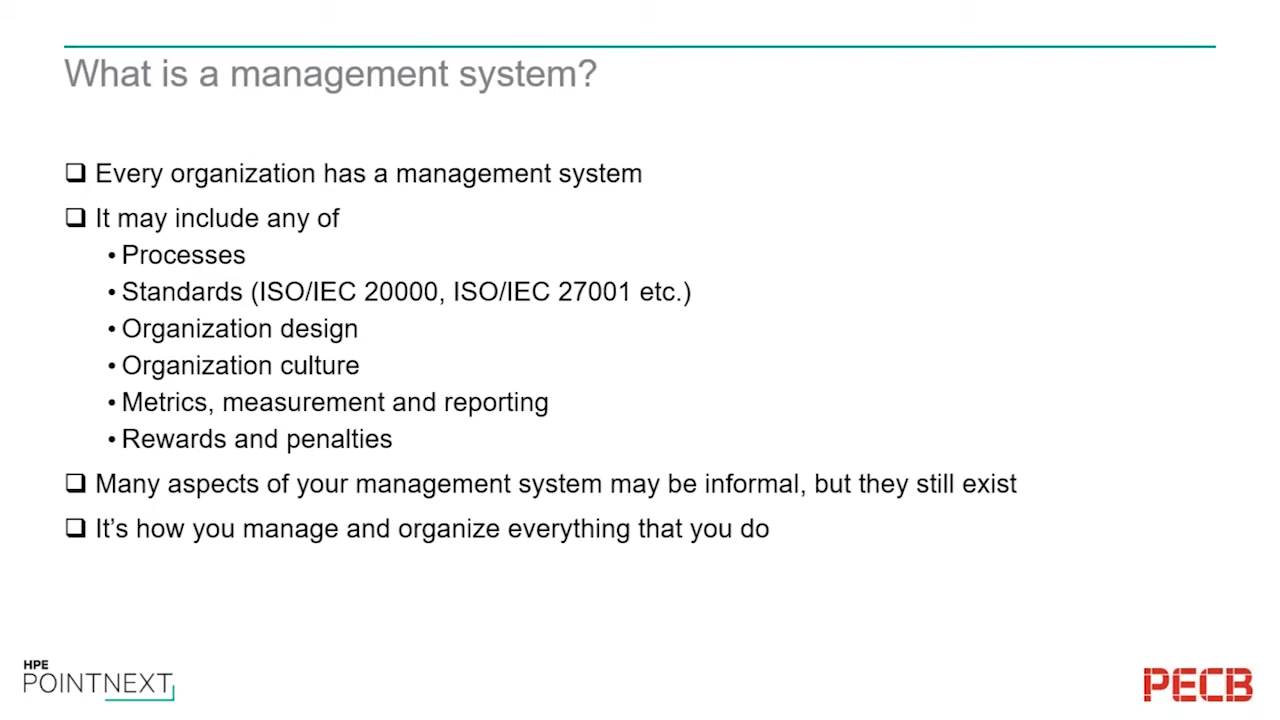 What is a management system?
❑ Every organization has a management system
❑ It may include any of
• Processes
• Standards (ISO/IEC 20000, ISO/IEC 27001 etc.)
• Organization design
• Organization culture
• Metrics, measurement and reporting
• Rewards and penalties
❑ Many aspects of your management system may be informal, but they still exist
❑ It’s how you manage and organize everything that you do
HPE
POINTNEXT
PECB